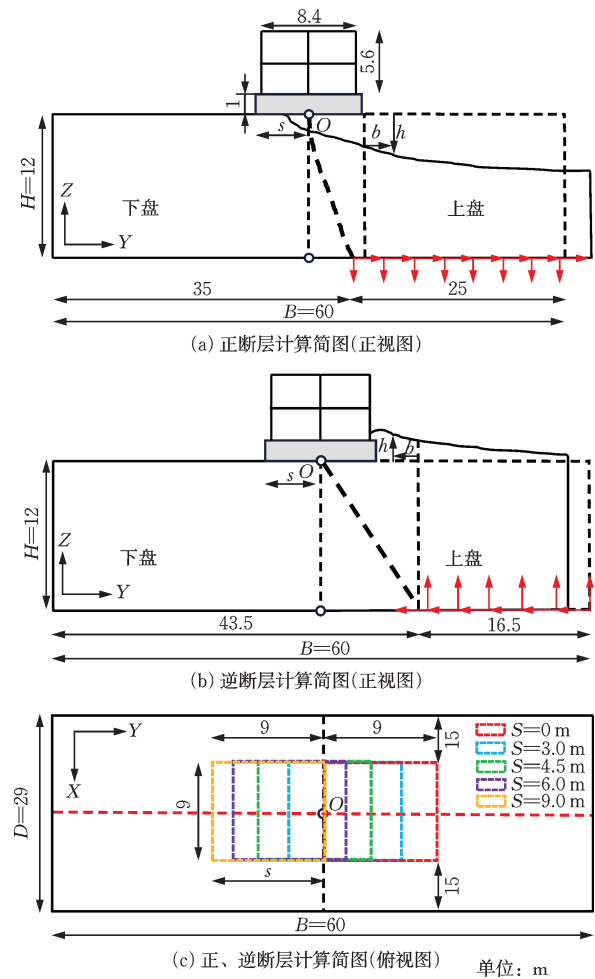 8.4
5.6
1
s
O
b
h
H=12
Z
Y
下盘
上盘
35
25
B=60
(a) 正断层计算简图(正视图)
h
b
s
O
H=12
Z
Y
下盘
上盘
43.5
16.5
B=60
(b) 逆断层计算简图(正视图)
Y
X
9
9
15
S=0 m
S=3.0 m
S=4.5 m
S=6.0 m
S=9.0 m
D=29
9
O
s
15
B=60
(c) 正、逆断层计算简图(俯视图)
单位: m